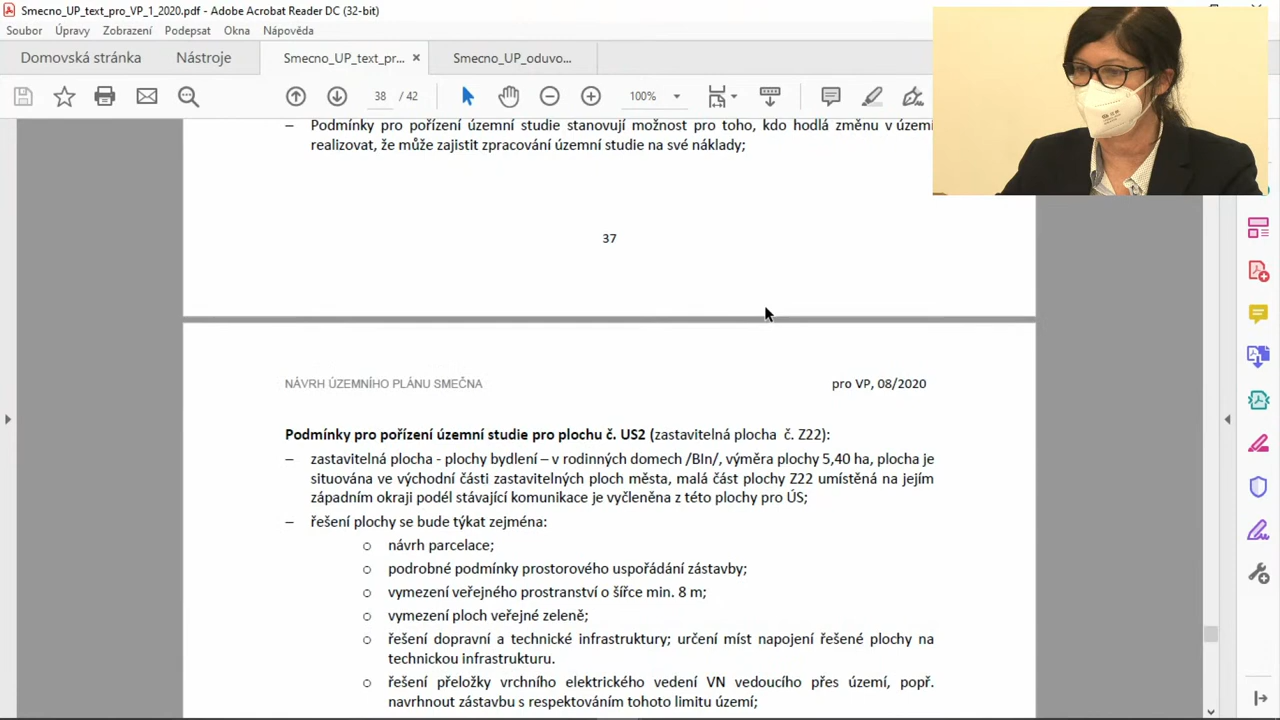 Smecno_UP_text_pro_VP_1_2020.pdf - Adobe Acrobat Reader DC (32-bit)
Soubor Úpravy Zobrazení Podepsat Okna Nápověda
Domovská stránka Nástroje Smecno_UP_text_pr... × Smecno_UP_oduvo...
38 / 42 100%
– Podmínky pro pořízení územní studie stanovují možnost pro toho, kdo hodlá změnu v území
realizovat, že může zajistit zpracování územní studie na své náklady;
37
NÁVRH ÚZEMNÍHO PLÁNU SMEČNA pro VP, 08/2020
Podmínky pro pořízení územní studie pro plochu č. US2 (zastavitelná plocha č. Z22):
– zastavitelná plocha - plochy bydlení – v rodinných domech /BIn/, výměra plochy 5,40 ha, plocha je
situována ve východní části zastavitelných ploch města, malá část plochy Z22 umístěná na jejím
západním okraji podél stávající komunikace je vyčleněna z této plochy pro ÚS;
– řešení plochy se bude týkat zejména:
o návrh parcelace;
o podrobné podmínky prostorového uspořádání zástavby;
o vymezení veřejného prostranství o šířce min. 8 m;
o vymezení ploch veřejné zeleně;
o řešení dopravní a technické infrastruktury; určení míst napojení řešené plochy na
technickou infrastrukturu.
o řešení přeložky vrchního elektrického vedení VN vedoucího přes území, popř.
navrhnout zástavbu s respektováním tohoto limitu území;